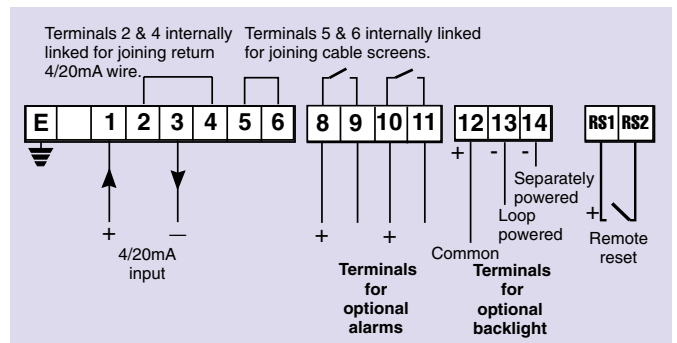 Terminals 2 & 4 internally
linked for joining return
4/20mA wire.
Terminals 5 & 6 internally linked
for joining cable screens.
E 1 2 3 4 5 6 8 9 10 11 12 13 14 RS1 RS2
+ - -
+ —
4/20mA
input
+ +
Terminals
for
optional
alarms
Common
Loop
powered
Separately
powered
Terminals
for
optional
backlight
+
Remote
reset